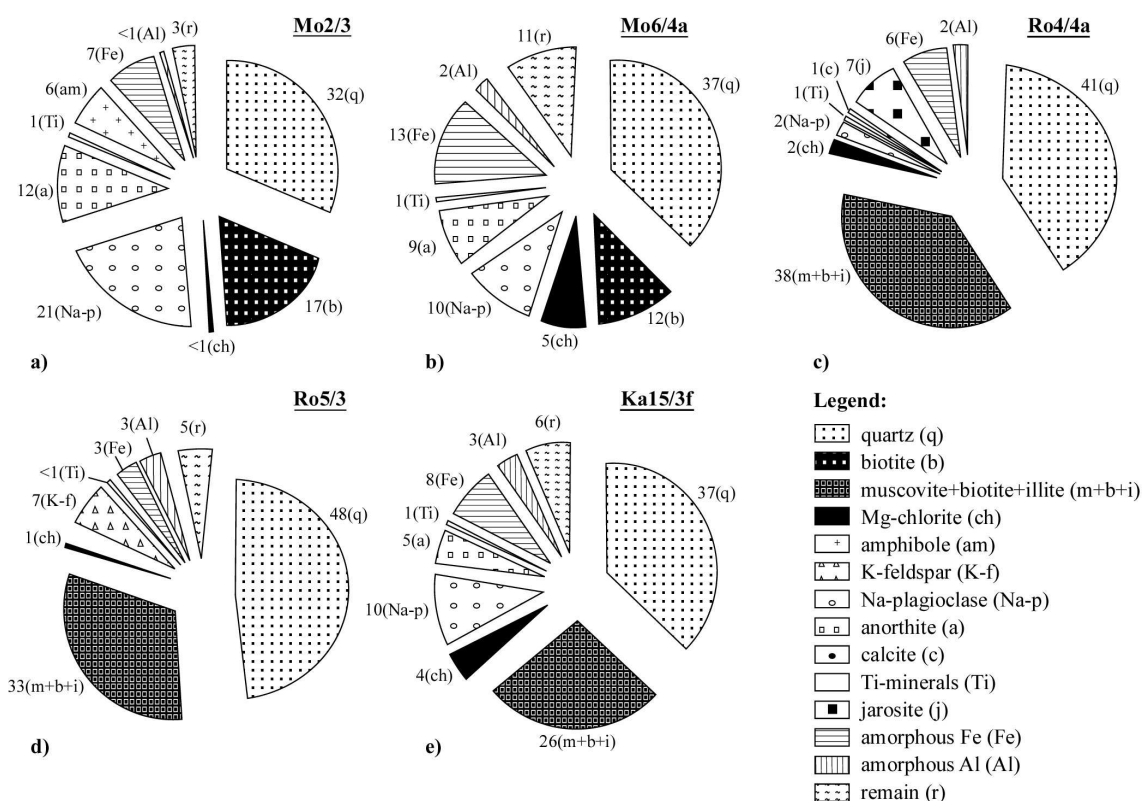 Mo2/3
<1(Al)
3(r)
7(Fe)
6(am)
1(Ti)
12(a)
32(q)
21(Na-p)
<1(ch)
17(b)
a)
Mo6/4a
11(r)
2(Al)
13(Fe)
1(Ti)
9(a)
10(Na-p)
5(ch)
12(b)
37(q)
b)
Ro4/4a
2(Al)
6(Fe)
7(j)
1(c)
1(Ti)
2(Na-p)
2(ch)
41(q)
38(m+b+i)
c)
Ro5/3
5(r)
3(Al)
3(Fe)
<1(Ti)
7(K-f)
1(ch)
48(q)
33(m+b+i)
d)
Ka15/3f
6(r)
3(Al)
8(Fe)
1(Ti)
5(a)
10(Na-p)
4(ch)
37(q)
26(m+b+i)
e)
Legend:
quartz (q)
biotite (b)
muscovite+biotite+illite (m+b+i)
Mg-chlorite (ch)
amphibole (am)
K-feldspar (K-f)
Na-plagioclase (Na-p)
anorthite (a)
calcite (c)
Ti-minerals (Ti)
jarosite (j)
amorphous Fe (Fe)
amorphous Al (Al)
remain (r)